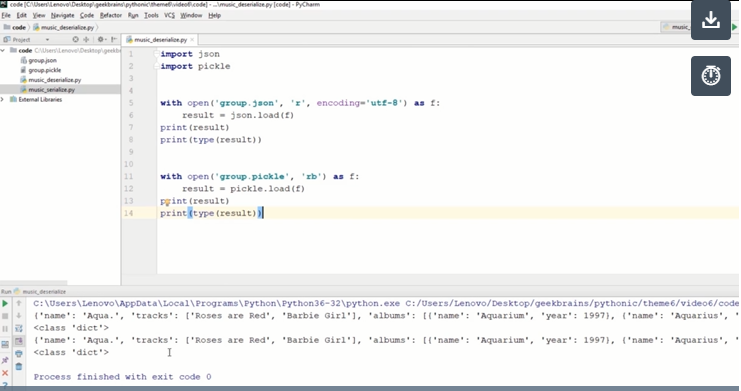 code [C:\Users\Lenovo\Desktop\geekbrains\pythonic\theme6\video6\code] - ...\music_deserialize.py [code] - PyCharm
File Edit View Navigate Code Refactor Run Tools VCS Window Help
code music_deserialize.py
music_
Project
music_deserialize.py
code C:\Users\Lenovo\Desktop\geekb
group.json
group.pickle
music_deserialize.py
music_serialize.py
External Libraries
1 import json
2 import pickle
3
4
5 with open('group.json', 'r', encoding='utf-8') as f:
6 result = json.load(f)
7 print(result)
8 print(type(result))
9
10
11 with open('group.pickle', 'rb') as f:
12 result = pickle.load(f)
13 print(result)
14 print(type(result))
Run music_deserialize
C:\Users\Lenovo\AppData\Local\Programs\Python\Python36-32\python.exe C:/Users/Lenovo/Desktop/geekbrains/pythonic/theme6/video6/code
{'name': 'Aqua.', 'tracks': ['Roses are Red', 'Barbie Girl'], 'albums': [{'name': 'Aquarium', 'year': 1997}, {'name': 'Aquarius', '
<class 'dict'>
{'name': 'Aqua.', 'tracks': ['Roses are Red', 'Barbie Girl'], 'albums': [{'name': 'Aquarium', 'year': 1997}, {'name': 'Aquarius', '
<class 'dict'>
Process finished with exit code 0